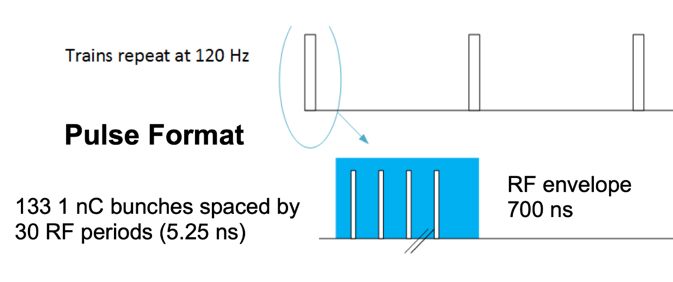 Trains repeat at 120 Hz
Pulse Format
133 1 nC bunches spaced by
30 RF periods (5.25 ns)
RF envelope
700 ns